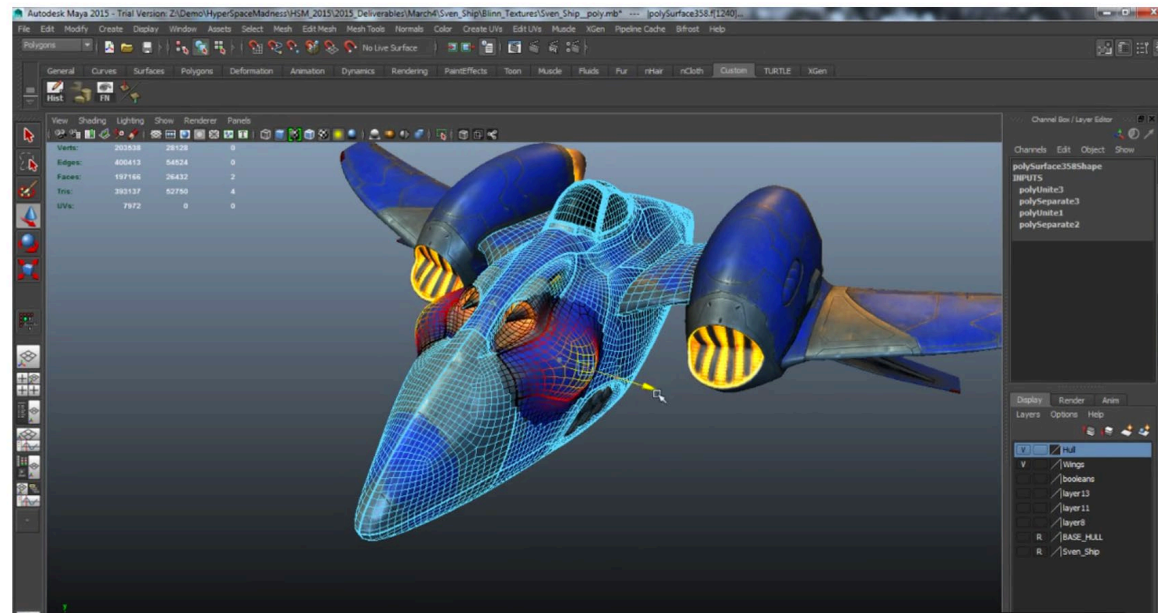 Autodesk Maya 2015 - Trial Version: Z:\Demo\HyperSpaceMadness\HSM_2015\2015_Deliverables\March4\Sven_Ship\Blinn_Textures\Sven_Ship__poly.mb* --- |polySurface358.f[1240]...
File Edit Modify Create Display Window Assets Select Mesh Edit Mesh Mesh Tools Normals Color Create UVs Edit UVs Muscle XGen Pipeline Cache Bifrost Help
Polygons No Live Surface
General Curves Surfaces Polygons Deformation Animation Dynamics Rendering PaintEffects Toon Muscle Fluids Fur nHair nCloth Custom TURTLE XGen
Hist FN
View Shading Lighting Show Renderer Panels
Verts: 203538 28128 0
Edges: 400413 54524 0
Faces: 197166 26432 2
Tris: 393137 52750 4
UVs: 7972 0 0
Channel Box / Layer Editor
Channels Edit Object Show
polySurface358Shape
INPUTS
polyUnite3
polySeparate3
polyUnite1
polySeparate2
Display Render Anim
Layers Options Help
V Hull
V Wings
booleans
layer13
layer11
layer8
R BASE_HULL
R Sven_Ship
y